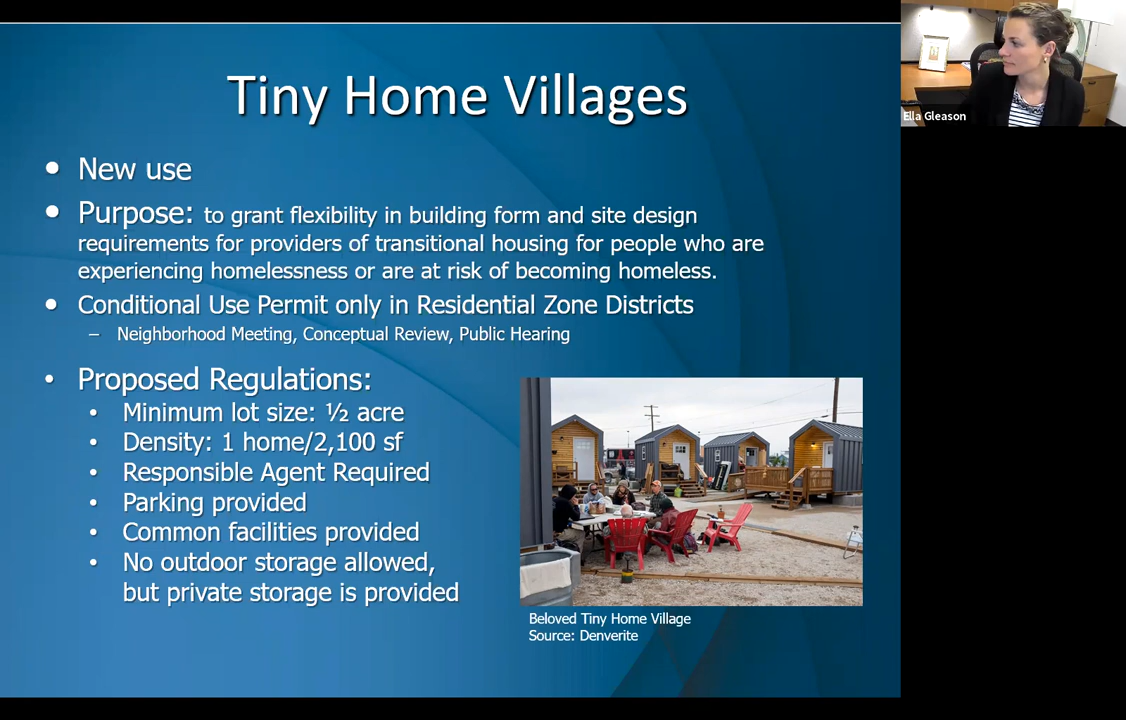 Tiny Home Villages
Ella Gleason
• New use
• Purpose: to grant flexibility in building form and site design
requirements for providers of transitional housing for people who are
experiencing homelessness or are at risk of becoming homeless.
• Conditional Use Permit only in Residential Zone Districts
– Neighborhood Meeting, Conceptual Review, Public Hearing
• Proposed Regulations:
• Minimum lot size: ½ acre
• Density: 1 home/2,100 sf
• Responsible Agent Required
• Parking provided
• Common facilities provided
• No outdoor storage allowed,
but private storage is provided
Beloved Tiny Home Village
Source: Denverite